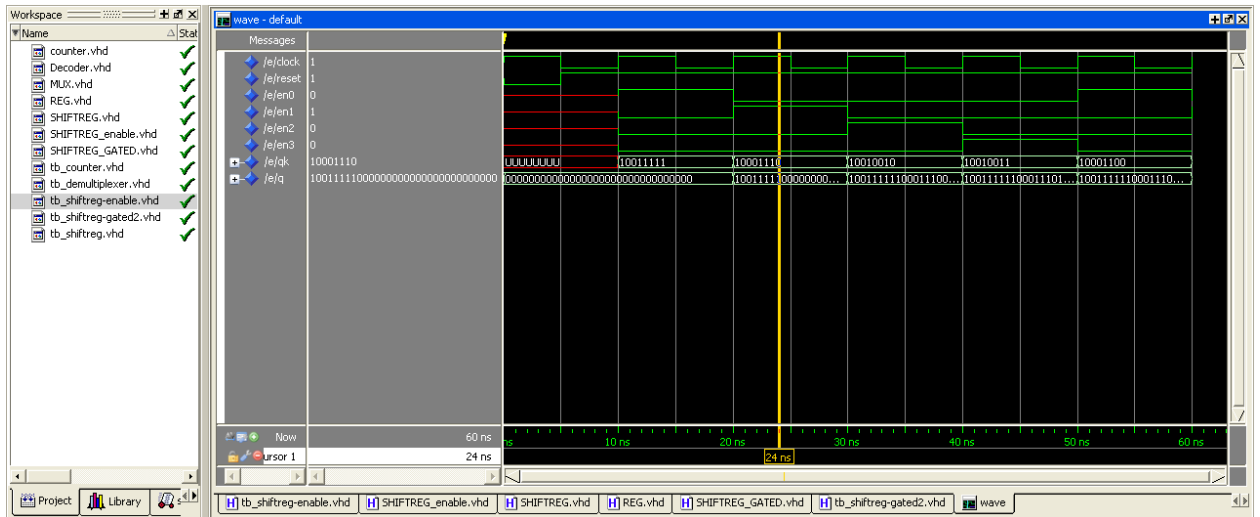 Workspace
Name Stat
counter.vhd
Decoder.vhd
MUX.vhd
REG.vhd
SHIFTREG.vhd
SHIFTREG_enable.vhd
SHIFTREG_GATED.vhd
tb_counter.vhd
tb_demultiplexer.vhd
tb_shiftreg-enable.vhd
tb_shiftreg-gated2.vhd
tb_shiftreg.vhd
Project Library
wave - default
Messages
/e/clock 1
/e/reset 1
/e/en0 0
/e/en1 1
/e/en2 0
/e/en3 0
/e/qk 10001110 UUUUUUUU 10011111 10001110 10010010 10010011 10001100
/e/q 10011111000000000000000000000000 00000000000000000000000000000000 1001111100000000... 1001111110001 1100... 
Now 60 ns
ns 10 ns 20 ns 30 ns 40 ns 50 ns 60 ns
Cursor 1 24 ns 24 ns
tb_shiftreg-enable.vhd SHIFTREG_enable.vhd SHIFTREG.vhd REG.vhd SHIFTREG_GATED.vhd tb_shiftreg-gated2.vhd wave